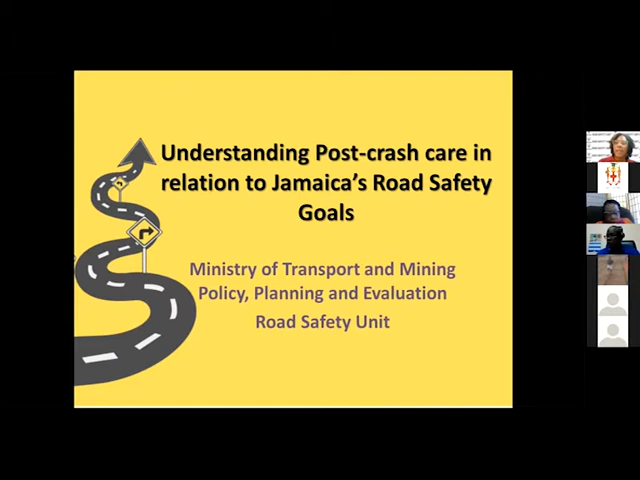 Understanding Post-crash care in
relation to Jamaica's Road Safety
Goals
Ministry of Transport and Mining
Policy, Planning and Evaluation
Road Safety Unit